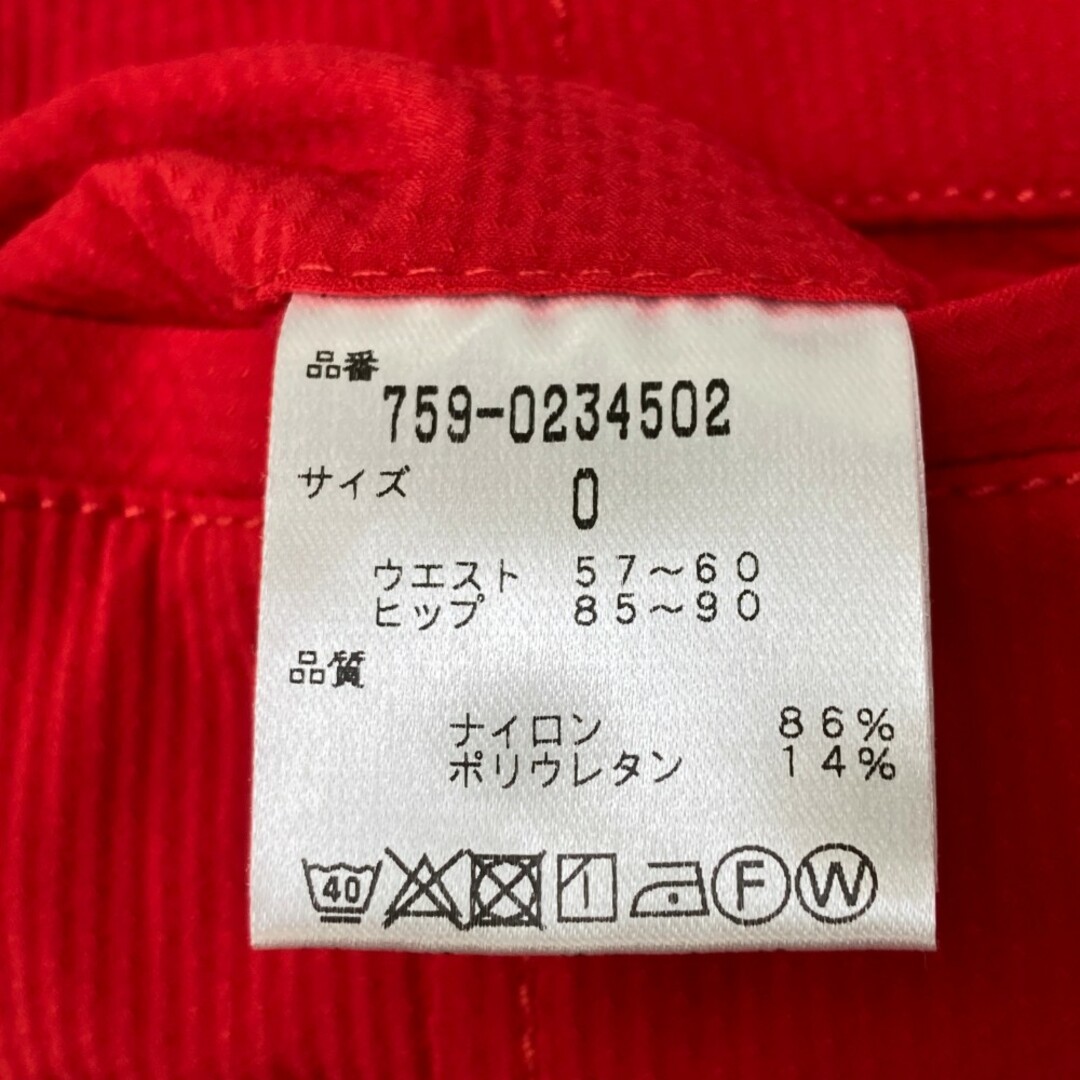 品番
759-0234502
サイズ 0
ウエスト 57~60
ヒップ 85~90
品質
ナイロン 86%
ポリウレタン 14%
40 F W